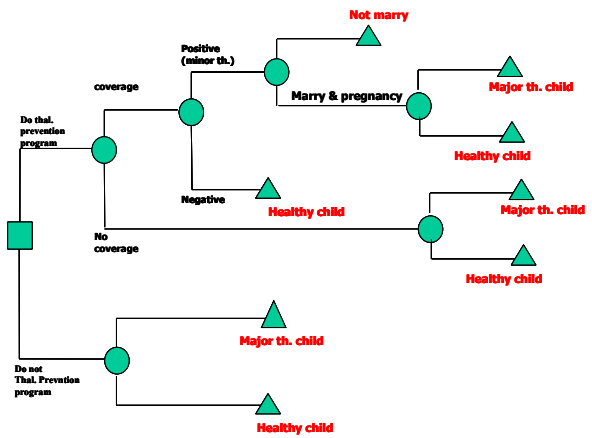 Not marry
Positive
(minor th.)
coverage
Marry & pregnancy
Major th. child
Do thal.
prevention
program
Healthy child
Negative
Healthy child
Major th. child
No
coverage
Healthy child
Major th. child
Do not
Thal. Prevntion
program
Healthy child